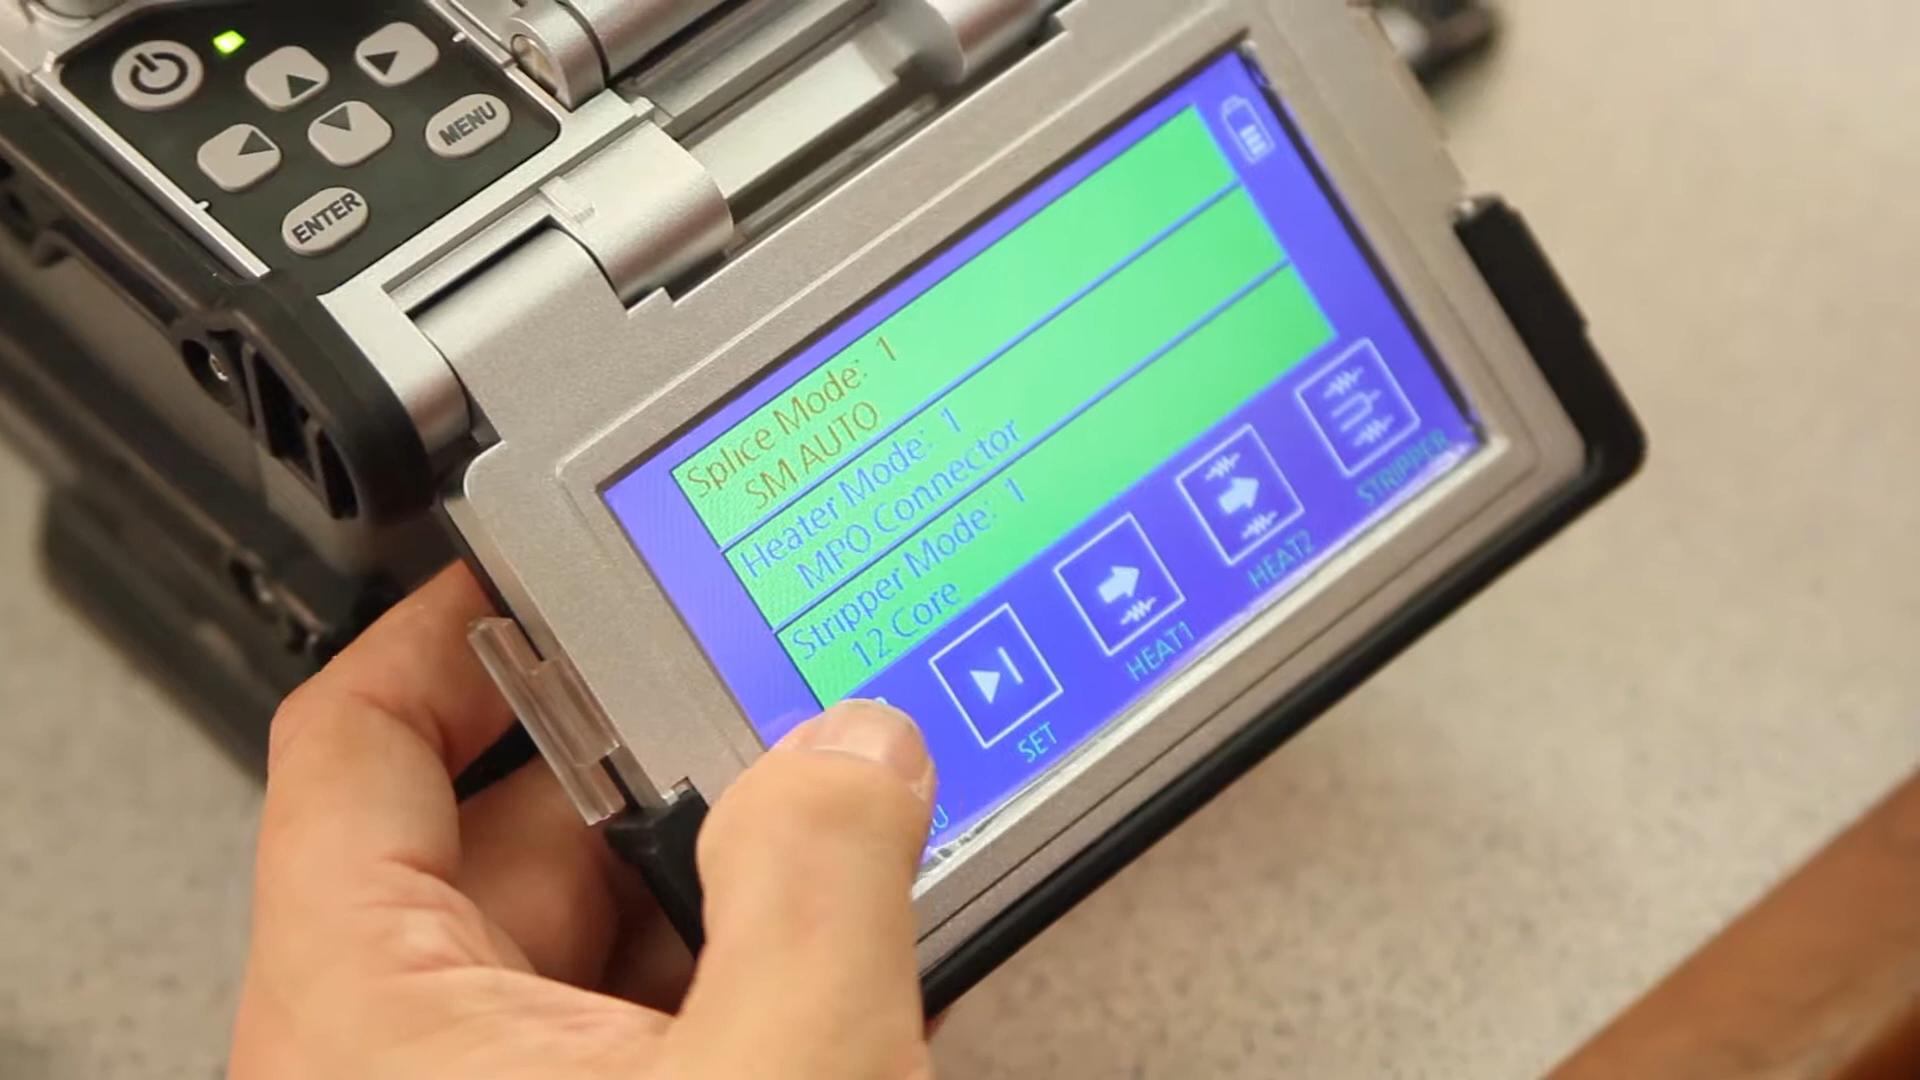 MENU
ENTER
Splice Mode: 1
SM AUTO
Heater Mode: 1
MPO Connector
Stripper Mode: 1
12 Core
SET
HEAT1
HEAT2
STRIPPER